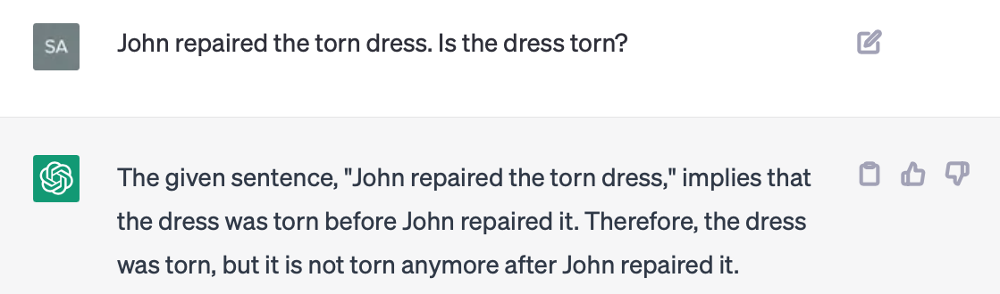 SA
John repaired the torn dress. Is the dress torn?
The given sentence, "John repaired the torn dress," implies that
the dress was torn before John repaired it. Therefore, the dress
was torn, but it is not torn anymore after John repaired it.